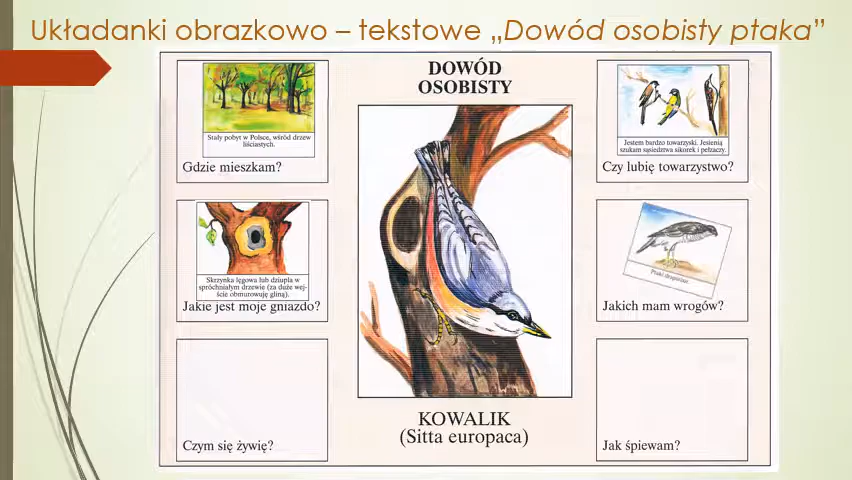 Układanki obrazkowo – tekstowe „Dowód osobisty ptaka”
DOWÓD
OSOBISTY
Stały pobyt w Polsce, wśród drzew
liściastych.
Gdzie mieszkam?
Skrzynka lęgowa lub dziupla w
spróchniałym drzewie (za duże wej-
ście obmurowuję gliną).
Jakie jest moje gniazdo?
Czym się żywię?
KOWALIK
(Sitta europaca)
Jestem bardzo towarzyski. Jesienią
szukam sąsiedztwa sikorek i pełzaczy.
Czy lubię towarzystwo?
Ptaki drapieżne.
Jakich mam wrogów?
Jak śpiewam?